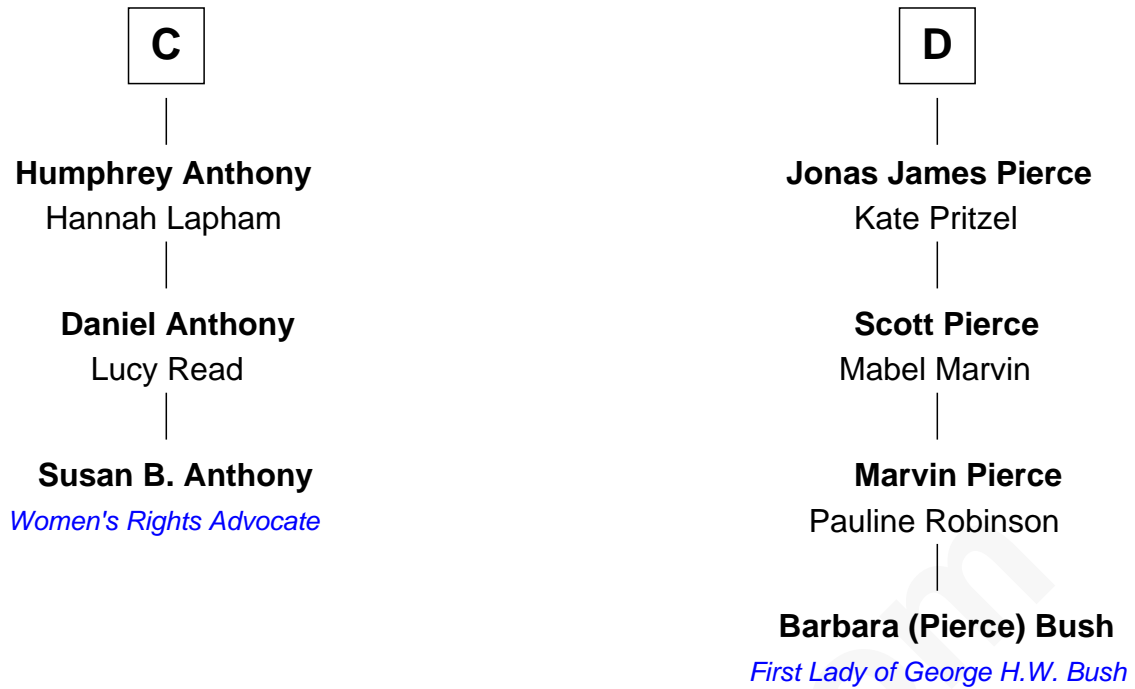 C
Humphrey Anthony
Hannah Lapham
Daniel Anthony
Lucy Read
Susan B. Anthony
Women's Rights Advocate
D
Jonas James Pierce
Kate Pritzel
Scott Pierce
Mabel Marvin
Marvin Pierce
Pauline Robinson
Barbara (Pierce) Bush
First Lady of George H.W. Bush